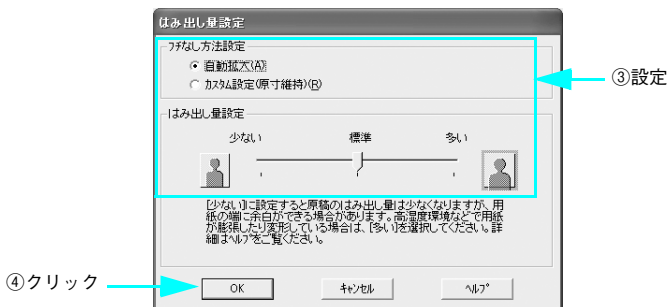 はみ出し量設定
フチなし方法設定
自動拡大(A)
カスタム設定(原寸維持)(R)
③設定
はみ出し量設定
少ない 標準 多い
[少ない]に設定すると原稿のはみ出し量は少なくなりますが、用
紙の端に余白ができる場合があります。高湿度環境などで用紙
が膨張したり変形している場合は、[多い]を選択してください。詳
細はヘルプをご覧ください。
④クリック
OK キャンセル ヘルプ